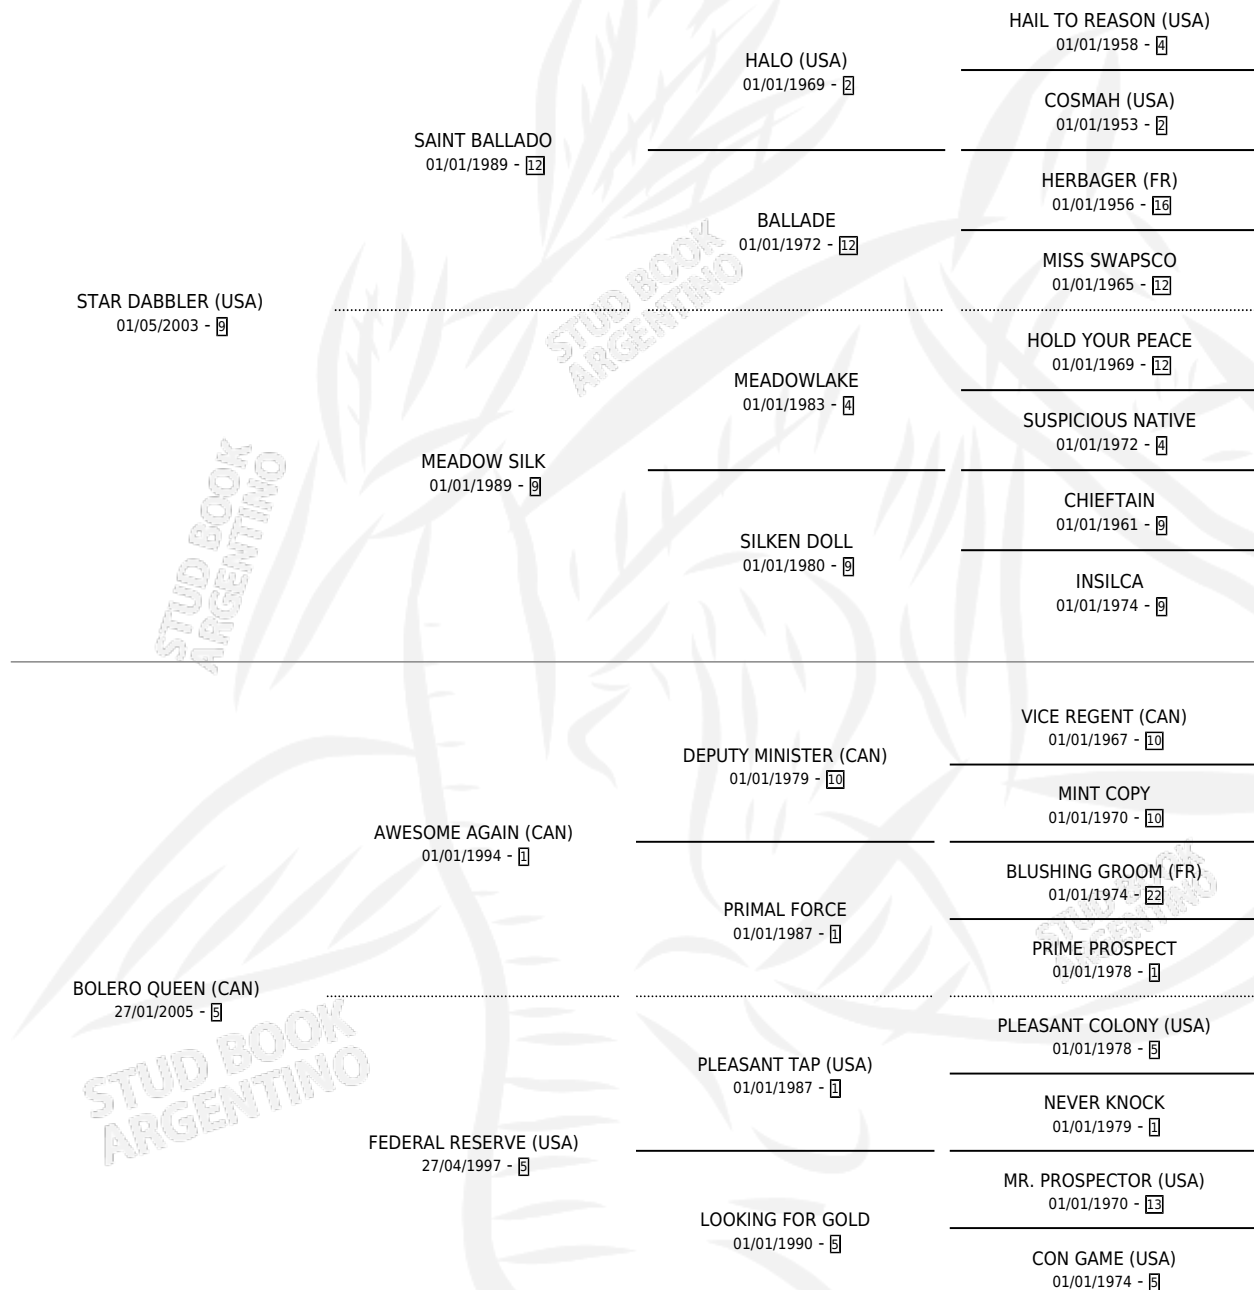 HAIL TO REASON (USA)
01/01/1958 - 4
HALO (USA)
01/01/1969 - 2
COSMAH (USA)
01/01/1953 - 2
SAINT BALLADO
01/01/1989 - 12
HERBAGER (FR)
01/01/1956 - 16
BALLADE
01/01/1972 - 12
MISS SWAPSCO
01/01/1965 - 12
STAR DABBLER (USA)
01/05/2003 - 9
HOLD YOUR PEACE
01/01/1969 - 12
MEADOWLAKE
01/01/1983 - 4
SUSPICIOUS NATIVE
01/01/1972 - 4
MEADOW SILK
01/01/1989 - 9
CHIEFTAIN
01/01/1961 - 9
SILKEN DOLL
01/01/1980 - 9
INSILCA
01/01/1974 - 9
VICE REGENT (CAN)
01/01/1967 - 10
DEPUTY MINISTER (CAN)
01/01/1979 - 10
MINT COPY
01/01/1970 - 10
AWESOME AGAIN (CAN)
01/01/1994 - 1
BLUSHING GROOM (FR)
01/01/1974 - 22
PRIMAL FORCE
01/01/1987 - 1
PRIME PROSPECT
01/01/1978 - 1
BOLERO QUEEN (CAN)
27/01/2005 - 5
PLEASANT COLONY (USA)
01/01/1978 - 5
PLEASANT TAP (USA)
01/01/1987 - 1
NEVER KNOCK
01/01/1979 - 1
FEDERAL RESERVE (USA)
27/04/1997 - 5
MR. PROSPECTOR (USA)
01/01/1970 - 13
LOOKING FOR GOLD
01/01/1990 - 5
CON GAME (USA)
01/01/1974 - 5
STUD BOOK
ARGENTINO
STUD BOOK
ARGENTINO
STUD BOOK
ARGENTINO
STUD BOOK
ARGENTINO